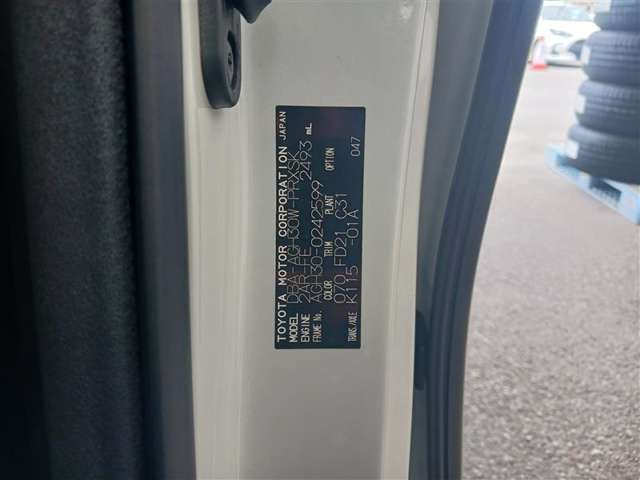 TOYOTA MOTOR CORPORATION JAPAN
MODEL DBA-AGH30W-PRXSK
ENGINE 2AR-FE 2493 mL
FRAME No. AGH30-0242599
COLOR TRIM PLANT OPTION
070 FD21 C31 047
TRANS./AXLE K115 -01A